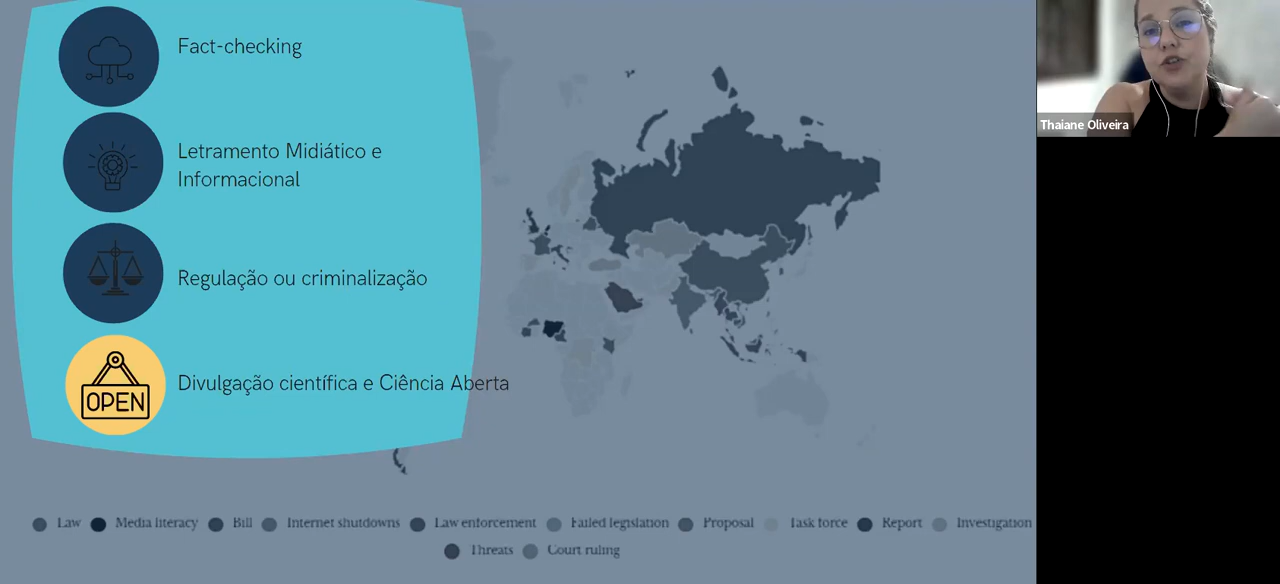 Fact-checking
Letramento Midiático e
Informacional
Regulação ou criminalização
OPEN
Divulgação científica e Ciência Aberta
Thaiane Oliveira
Law Media literacy Bill Internet shutdowns Law enforcement Failed legislation Proposal Task force Report Investigation
Threats Court ruling